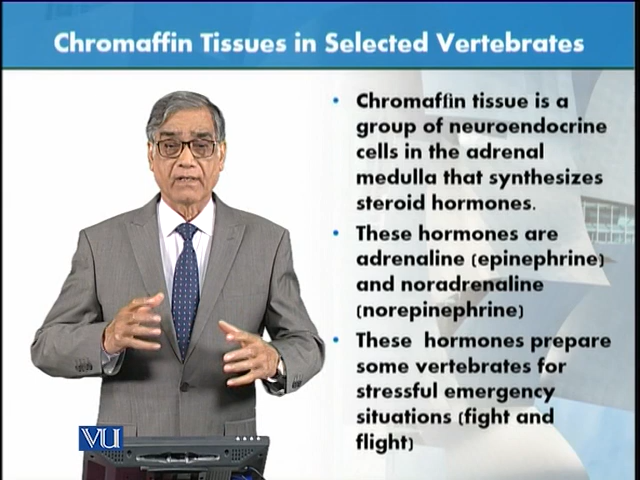 Chromaffin Tissues in Selected Vertebrates
• Chromaffin tissue is a
group of neuroendocrine
cells in the adrenal
medulla that synthesizes
steroid hormones.
• These hormones are
adrenaline (epinephrine)
and noradrenaline
(norepinephrine)
• These hormones prepare
some vertebrates for
stressful emergency
situations (fight and
flight)
VU